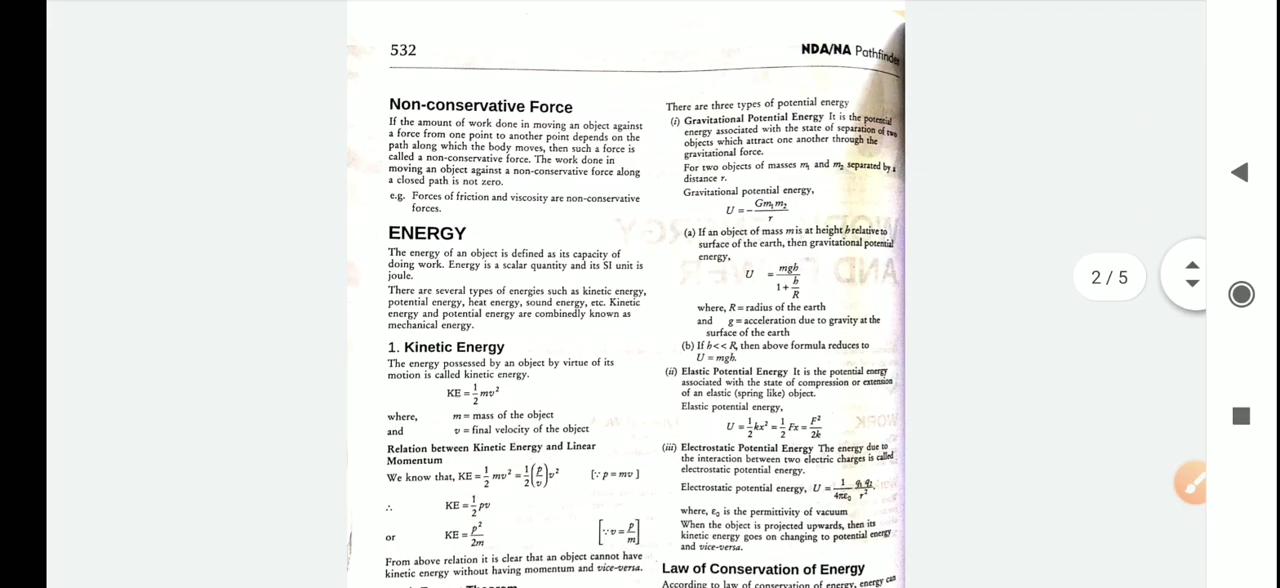 532
NDA/NA Pathfinder
Non-conservative Force
If the amount of work done in moving an object against
a force from one point to another point depends on the
path along which the body moves, then such a force is
called a non-conservative force. The work done in
moving an object against a non-conservative force along
a closed path is not zero.
e.g. Forces of friction and viscosity are non-conservative
forces.
ENERGY
The energy of an object is defined as its capacity of
doing work. Energy is a scalar quantity and its SI unit is
joule.
There are several types of energies such as kinetic energy,
potential energy, heat energy, sound energy, etc. Kinetic
energy and potential energy are combinedly known as
mechanical energy.
1. Kinetic Energy
The energy possessed by an object by virtue of its
motion is called kinetic energy.
KE = 1/2 mv²
where, m = mass of the object
and v = final velocity of the object
Relation between Kinetic Energy and Linear
Momentum
We know that, KE = 1/2 mv² = 1/2 (p/v) v² [∵ p = mv]
∴ KE = 1/2 pv
or KE = p²/2m [∵ v = p/m]
From above relation it is clear that an object cannot have
kinetic energy without having momentum and vice-versa.
There are three types of potential energy
(i) Gravitational Potential Energy It is the potential
energy associated with the state of separation of two
objects which attract one another through the
gravitational force.
For two objects of masses m₁ and m₂ separated by a
distance r.
Gravitational potential energy,
U = - Gm₁m₂/r
(a) If an object of mass m is at height h relative to
surface of the earth, then gravitational potential
energy,
U = mgh/(1 + h/R)
where, R = radius of the earth
and g = acceleration due to gravity at the
surface of the earth
(b) If h << R, then above formula reduces to
U = mgh.
(ii) Elastic Potential Energy It is the potential energy
associated with the state of compression or extension
of an elastic (spring like) object.
Elastic potential energy,
U = 1/2 kx² = 1/2 Fx = F²/2k
(iii) Electrostatic Potential Energy The energy due to
the interaction between two electric charges is called
electrostatic potential energy.
Electrostatic potential energy, U = 1/4πε₀ q₁q₂/r²,
where, ε₀ is the permittivity of vacuum
When the object is projected upwards, then its
kinetic energy goes on changing to potential energy
and vice-versa.
Law of Conservation of Energy
According to law of conservation of energy, energy can
2 / 5